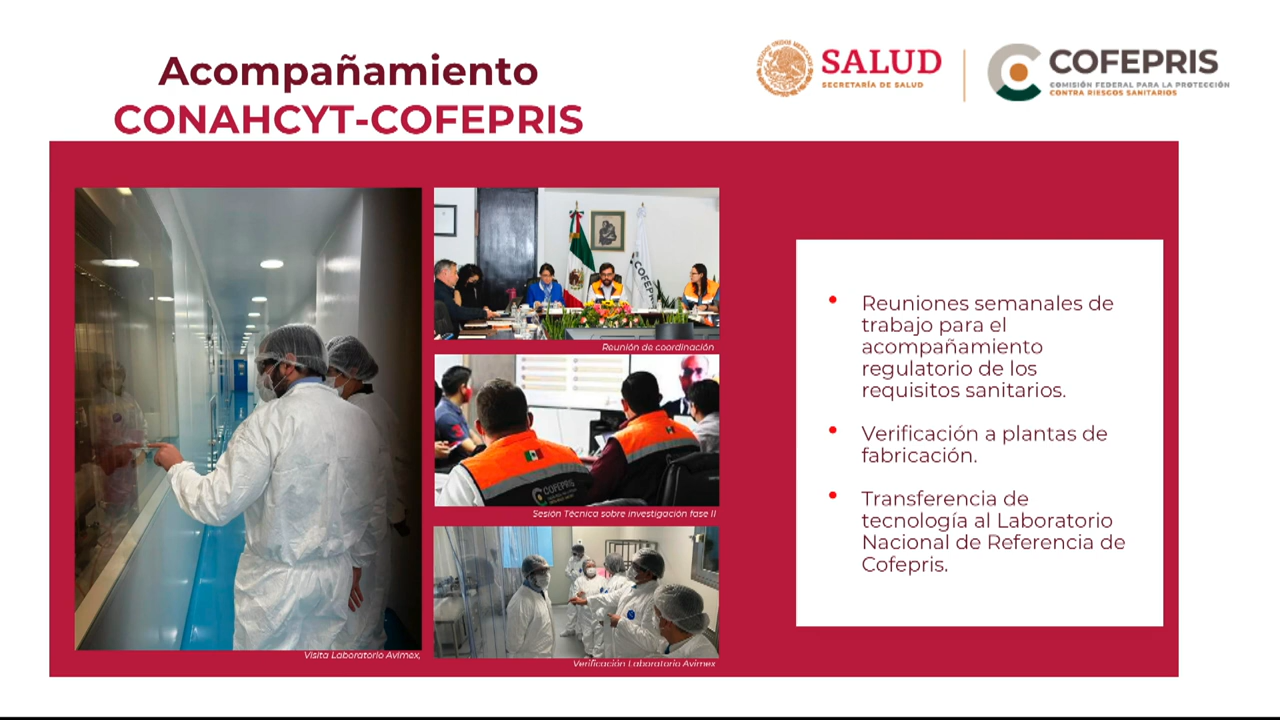 Acompañamiento
CONAHCYT-COFEPRIS
SALUD
SECRETARÍA DE SALUD
COFEPRIS
COMISIÓN FEDERAL PARA LA PROTECCIÓN
CONTRA RIESGOS SANITARIOS
Visita Laboratorio Avimex,
COFEPRIS
Reunión de coordinación
COFEPRIS
Sesión Técnica sobre investigación fase II
Verificación Laboratorio Avimex
• Reuniones semanales de
trabajo para el
acompañamiento
regulatorio de los
requisitos sanitarios.
• Verificación a plantas de
fabricación.
• Transferencia de
tecnología al Laboratorio
Nacional de Referencia de
Cofepris.